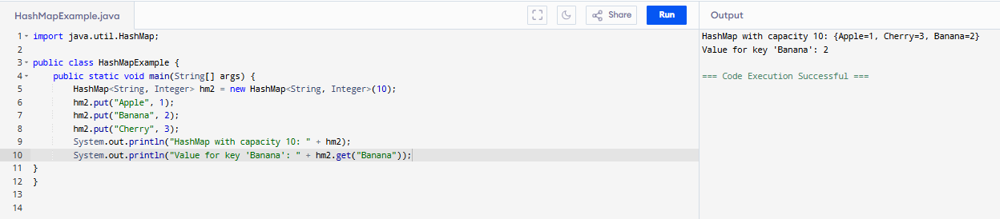 HashMapExample.java
Share
Run
Output
1 import java.util.HashMap;
2
3 public class HashMapExample {
4     public static void main(String[] args) {
5         HashMap<String, Integer> hm2 = new HashMap<String, Integer>(10);
6         hm2.put("Apple", 1);
7         hm2.put("Banana", 2);
8         hm2.put("Cherry", 3);
9         System.out.println("HashMap with capacity 10: " + hm2);
10         System.out.println("Value for key 'Banana': " + hm2.get("Banana"));
11 }
12 }
13
14
HashMap with capacity 10: {Apple=1, Cherry=3, Banana=2}
Value for key 'Banana': 2
=== Code Execution Successful ===